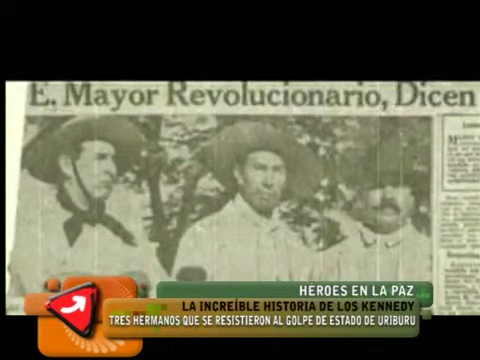 E. Mayor Revolucionario, Dicen
HÉROES EN LA PAZ
LA INCREÍBLE HISTORIA DE LOS KENNEDY
TRES HERMANOS QUE SE RESISTIERON AL GOLPE DE ESTADO DE URIBURU